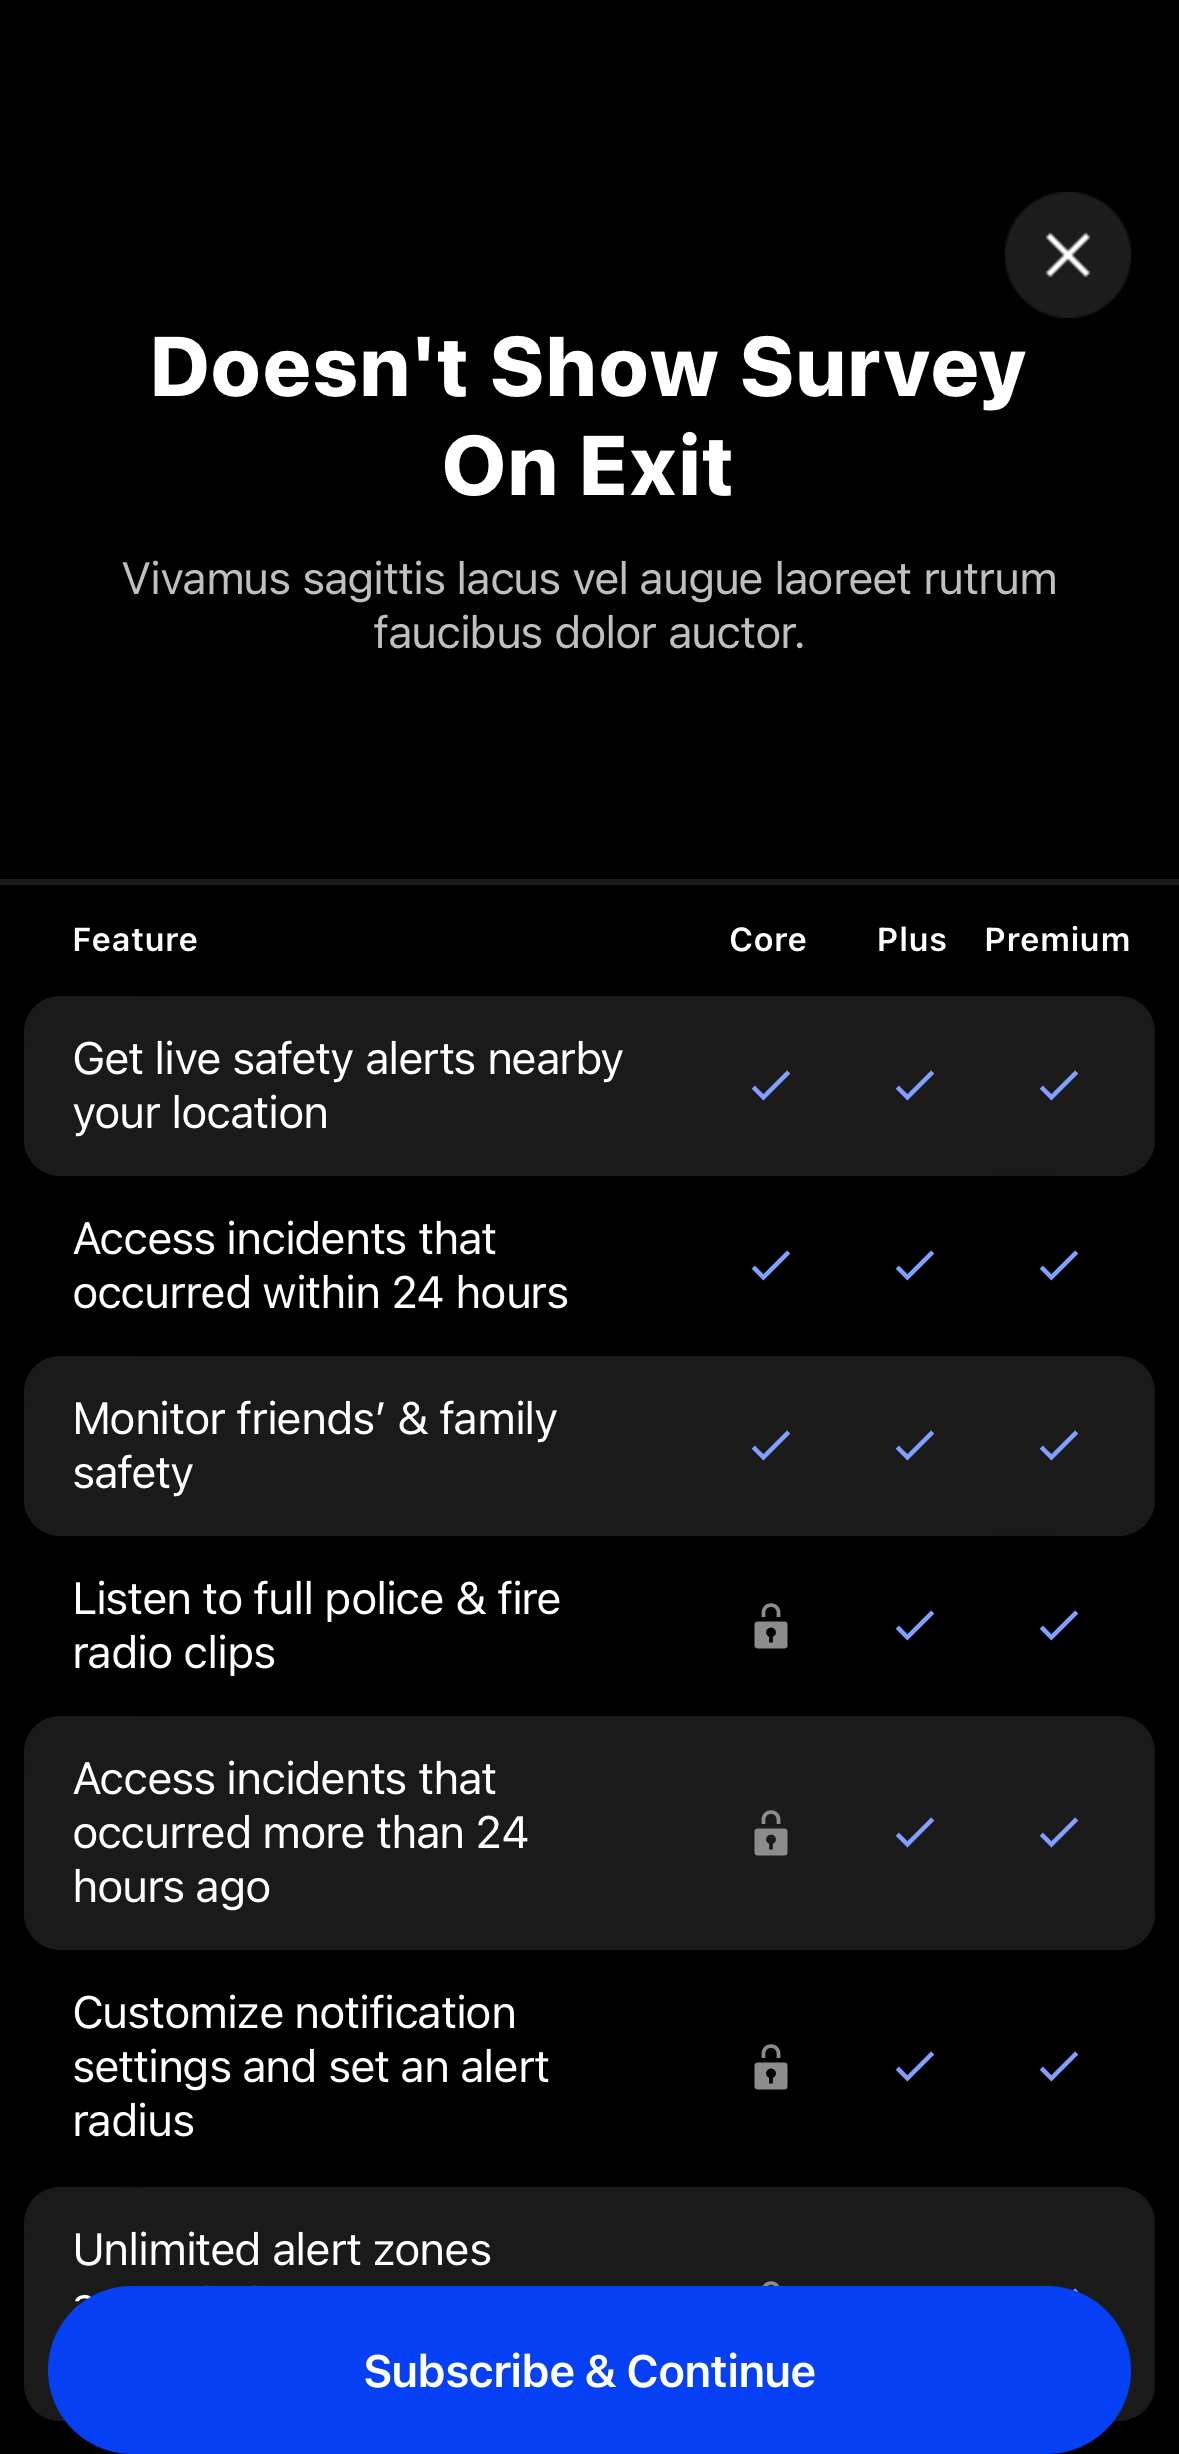 Doesn't Show Survey
On Exit
Vivamus sagittis lacus vel augue laoreet rutrum
faucibus dolor auctor.
Feature Core Plus Premium
Get live safety alerts nearby
your location
Access incidents that
occurred within 24 hours
Monitor friends’ & family
safety
Listen to full police & fire
radio clips
Access incidents that
occurred more than 24
hours ago
Customize notification
settings and set an alert
radius
Unlimited alert zones
Subscribe & Continue